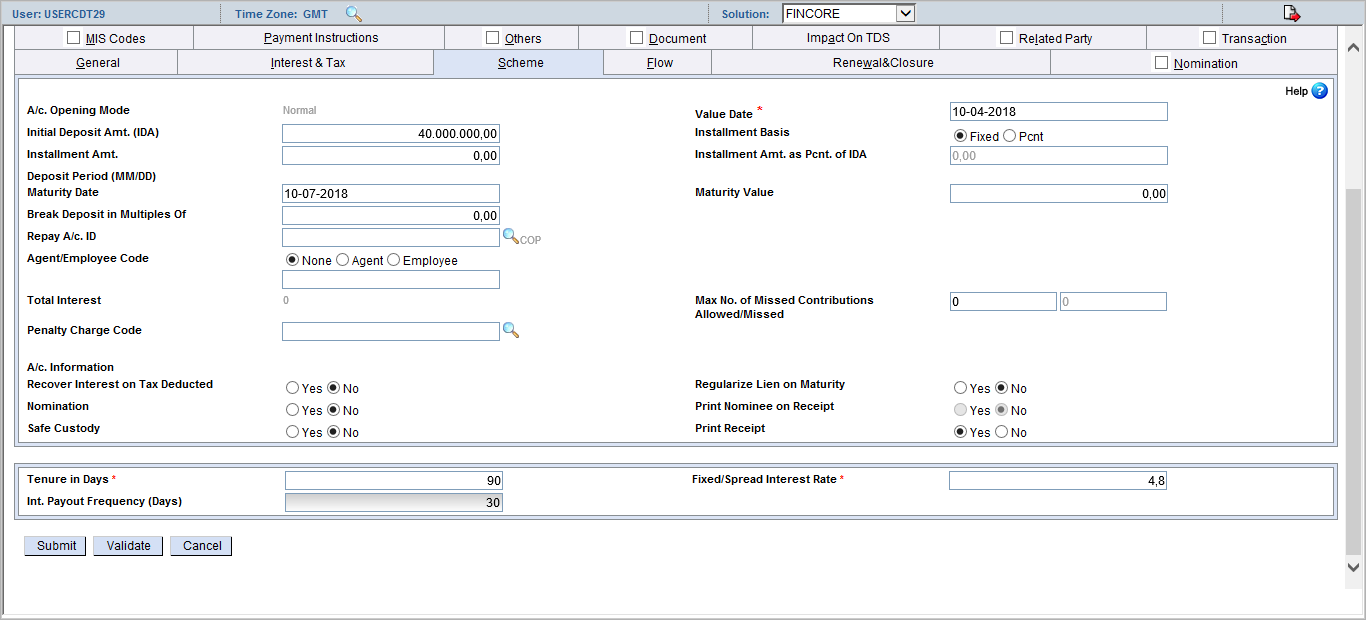 User: USERCDT29 Time Zone: GMT Solution: FINCORE
MIS Codes Payment Instructions Others Document Impact On TDS Related Party Transaction
General Interest & Tax Scheme Flow Renewal&Closure Nomination
Help ?
A/c. Opening Mode Normal Value Date * 10-04-2018
Initial Deposit Amt. (IDA) 40.000.000,00 Installment Basis Fixed Pcnt
Installment Amt. 0,00 Installment Amt. as Pcnt. of IDA 0,00
Deposit Period (MM/DD)
Maturity Date 10-07-2018 Maturity Value 0,00
Break Deposit in Multiples Of 0,00
Repay A/c. ID COP
Agent/Employee Code None Agent Employee
Total Interest 0 Max No. of Missed Contributions 0 0
Allowed/Missed
Penalty Charge Code
A/c. Information
Recover Interest on Tax Deducted Yes No Regularize Lien on Maturity Yes No
Nomination Yes No Print Nominee on Receipt Yes No
Safe Custody Yes No Print Receipt Yes No
Tenure in Days * 90 Fixed/Spread Interest Rate * 4,8
Int. Payout Frequency (Days) 30
Submit Validate Cancel